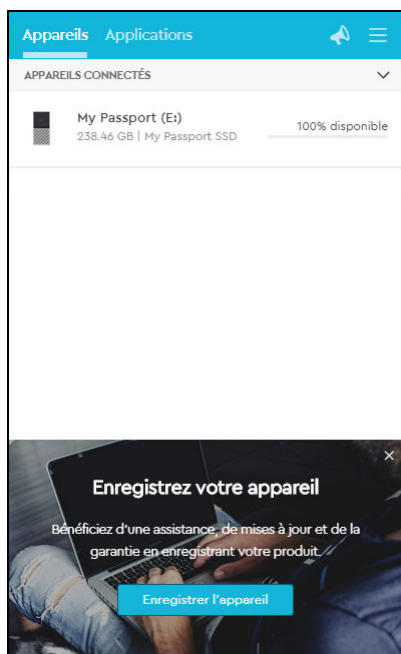 Appareils Applications
APPAREILS CONNECTÉS
My Passport (E:)
238.46 GB | My Passport SSD
100% disponible
Enregistrez votre appareil
Bénéficiez d'une assistance, de mises à jour et de la
garantie en enregistrant votre produit.
Enregistrer l'appareil